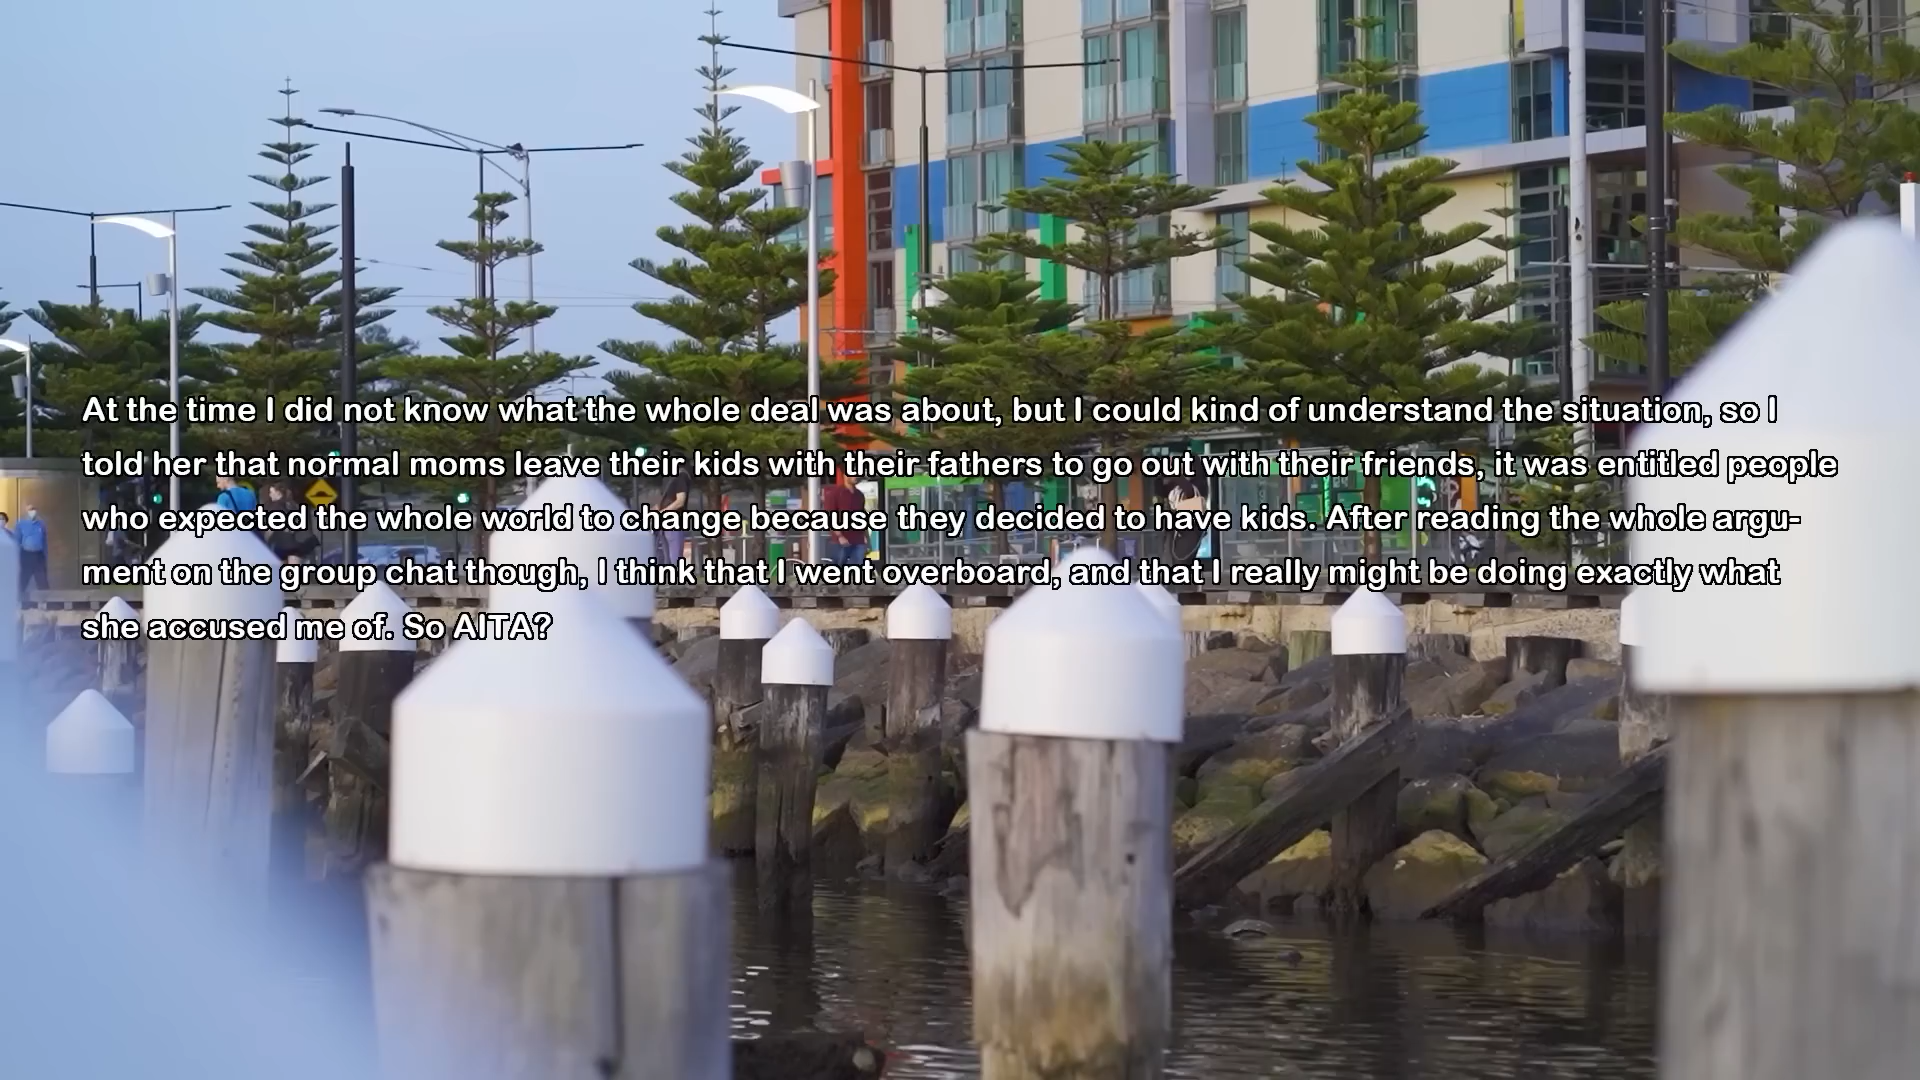 At the time I did not know what the whole deal was about, but I could kind of understand the situation, so I
told her that normal moms leave their kids with their fathers to go out with their friends, it was entitled people
who expected the whole world to change because they decided to have kids. After reading the whole argu-
ment on the group chat though, I think that I went overboard, and that I really might be doing exactly what
she accused me of. So AITA?